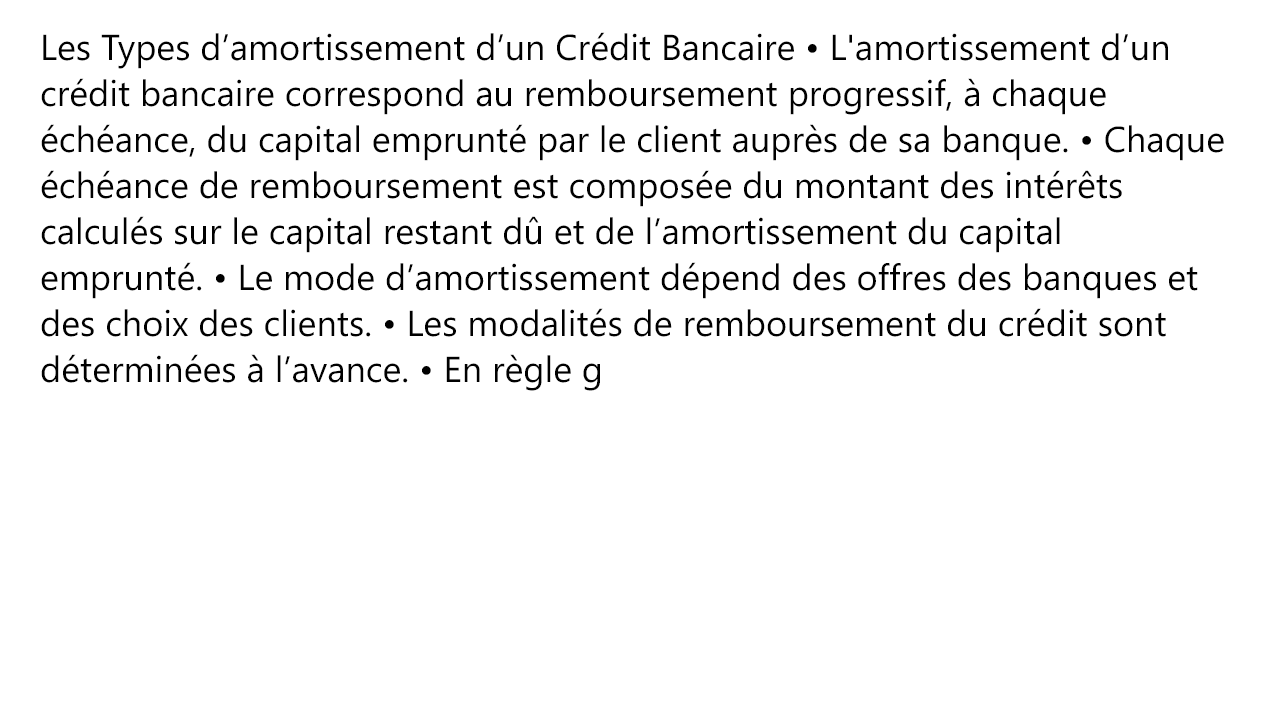 Les Types d’amortissement d’un Crédit Bancaire • L'amortissement d’un
crédit bancaire correspond au remboursement progressif, à chaque
échéance, du capital emprunté par le client auprès de sa banque. • Chaque
échéance de remboursement est composée du montant des intérêts
calculés sur le capital restant dû et de l’amortissement du capital
emprunté. • Le mode d’amortissement dépend des offres des banques et
des choix des clients. • Les modalités de remboursement du crédit sont
déterminées à l’avance. • En règle g